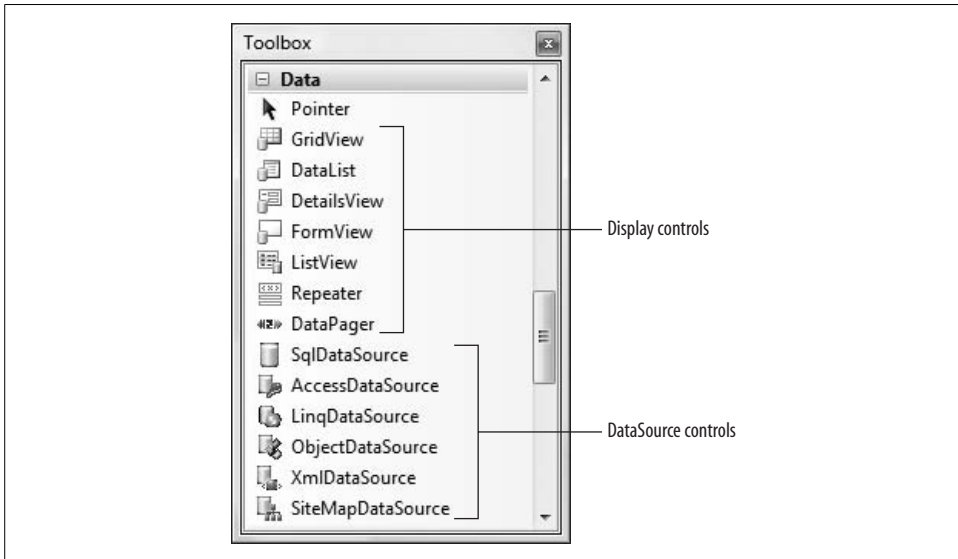 Toolbox
Data
Pointer
GridView
DataList
DetailsView
FormView
ListView
Repeater
DataPager
Display controls
SqlDataSource
AccessDataSource
LinqDataSource
ObjectDataSource
XmlDataSource
SiteMapDataSource
DataSource controls